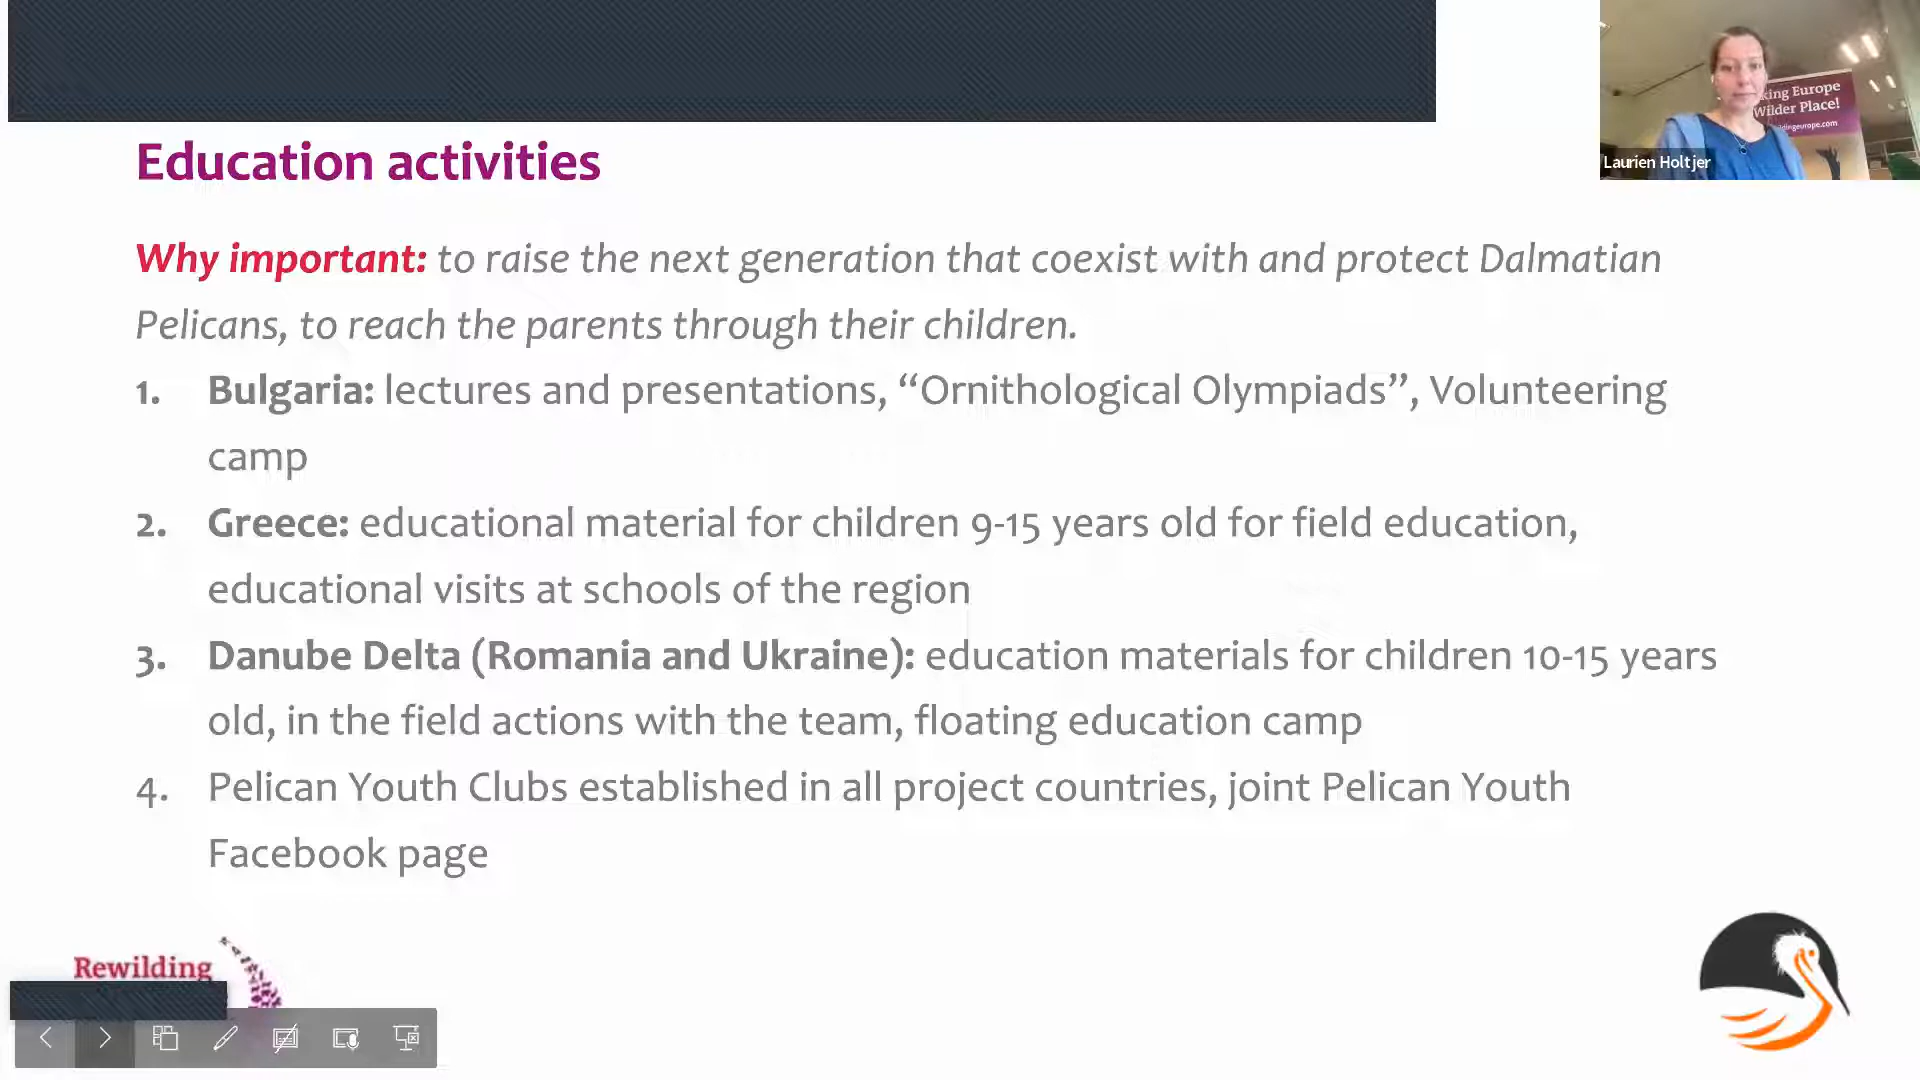 Education activities
Why important: to raise the next generation that coexist with and protect Dalmatian
Pelicans, to reach the parents through their children.
1. Bulgaria: lectures and presentations, “Ornithological Olympiads”, Volunteering
camp
2. Greece: educational material for children 9-15 years old for field education,
educational visits at schools of the region
3. Danube Delta (Romania and Ukraine): education materials for children 10-15 years
old, in the field actions with the team, floating education camp
4. Pelican Youth Clubs established in all project countries, joint Pelican Youth
Facebook page
Rewilding
Europe
Wilder Place!
Laurien Holtjer